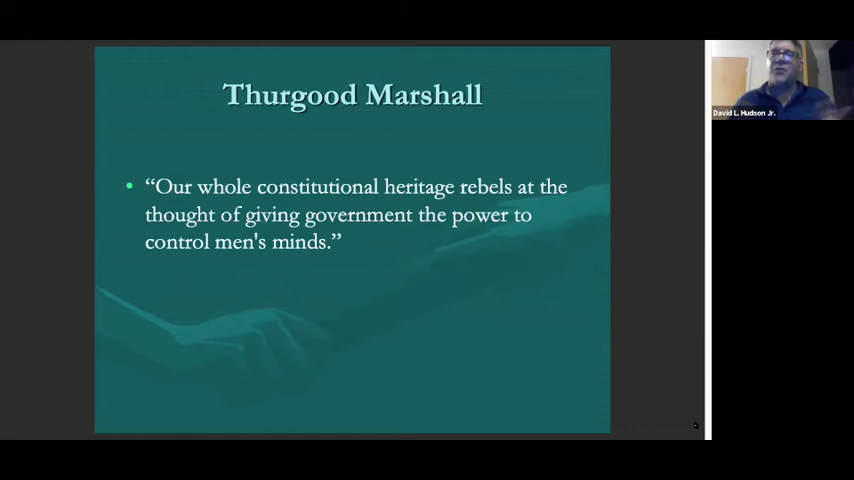 Thurgood Marshall
• “Our whole constitutional heritage rebels at the
thought of giving government the power to
control men's minds.”
David L. Hudson Jr.